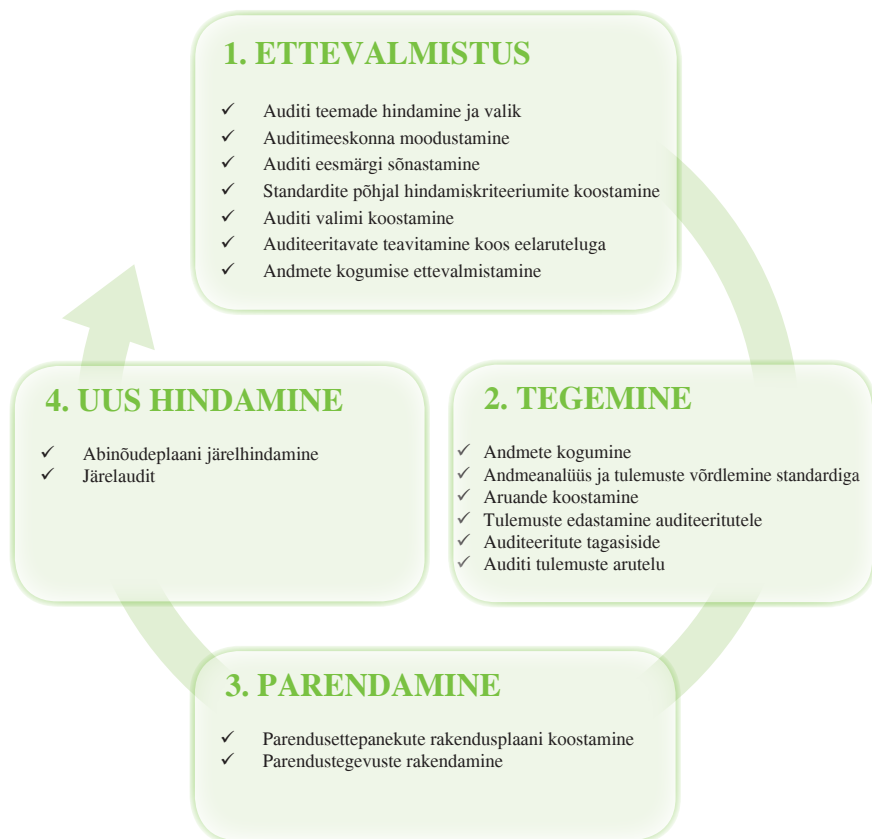 1. ETTEVALMISTUS
✓ Auditi teemade hindamine ja valik
✓ Auditimeeskonna moodustamine
✓ Auditi eesmärgi sõnastamine
✓ Standardite põhjal hindamiskriteeriumite koostamine
✓ Auditi valimi koostamine
✓ Auditeeritavate teavitamine koos eelaruteluga
✓ Andmete kogumise ettevalmistamine
2. TEGEMINE
✓ Andmete kogumine
✓ Andmeanalüüs ja tulemuste võrdlemine standardiga
✓ Aruande koostamine
✓ Tulemuste edastamine auditeeritutele
✓ Auditeeritute tagasiside
✓ Auditi tulemuste arutelu
3. PARENDAMINE
✓ Parendusettepanekute rakendusplaani koostamine
✓ Parendustegevuste rakendamine
4. UUS HINDAMINE
✓ Abinõudeplaani järelhindamine
✓ Järelaudit